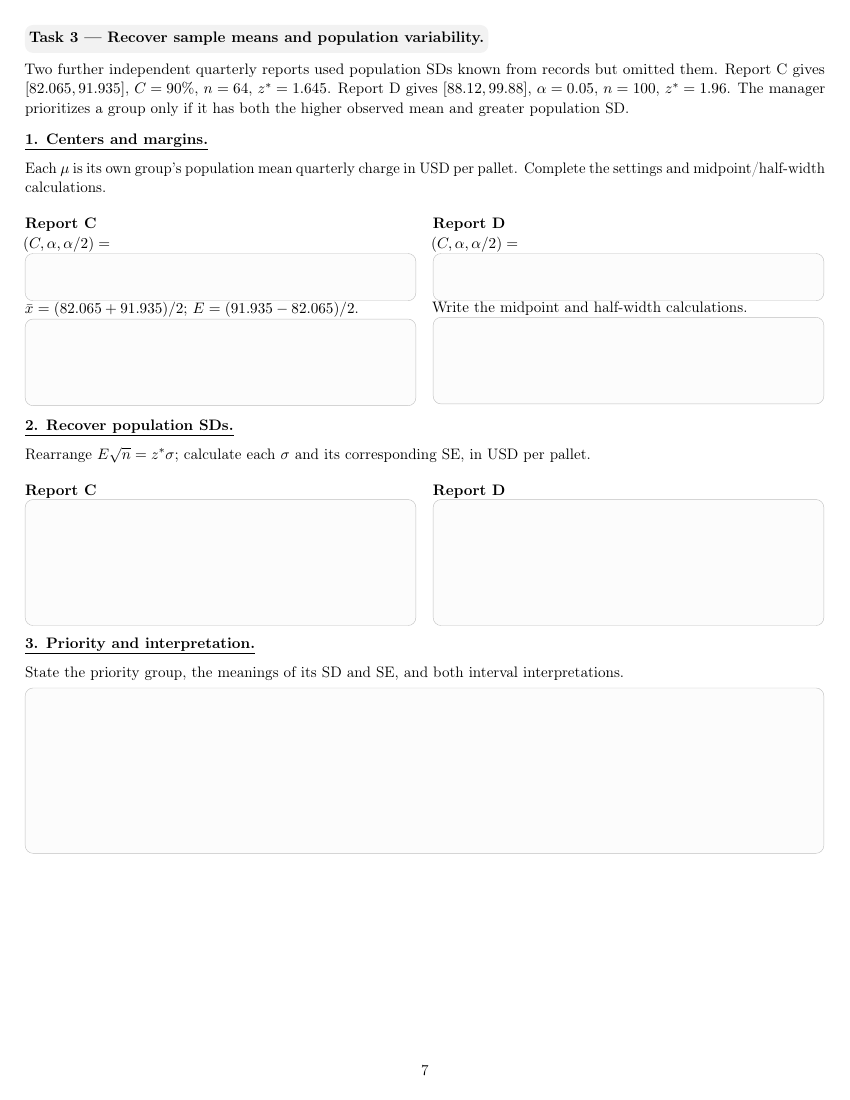 Task 3 — Recover sample means and population variability.
Two further independent quarterly reports used population SDs known from records but omitted them. Report C gives
[82.065, 91.935], C = 90%, n = 64, z* = 1.645. Report D gives [88.12, 99.88], α = 0.05, n = 100, z* = 1.96. The manager
prioritizes a group only if it has both the higher observed mean and greater population SD.
1. Centers and margins.
Each μ is its own group's population mean quarterly charge in USD per pallet. Complete the settings and midpoint/half-width
calculations.
Report C
(C, α, α/2) =
x̄ = (82.065 + 91.935)/2; E = (91.935 − 82.065)/2.
Report D
(C, α, α/2) =
Write the midpoint and half-width calculations.
2. Recover population SDs.
Rearrange E√n = z*σ; calculate each σ and its corresponding SE, in USD per pallet.
Report C
Report D
3. Priority and interpretation.
State the priority group, the meanings of its SD and SE, and both interval interpretations.
7